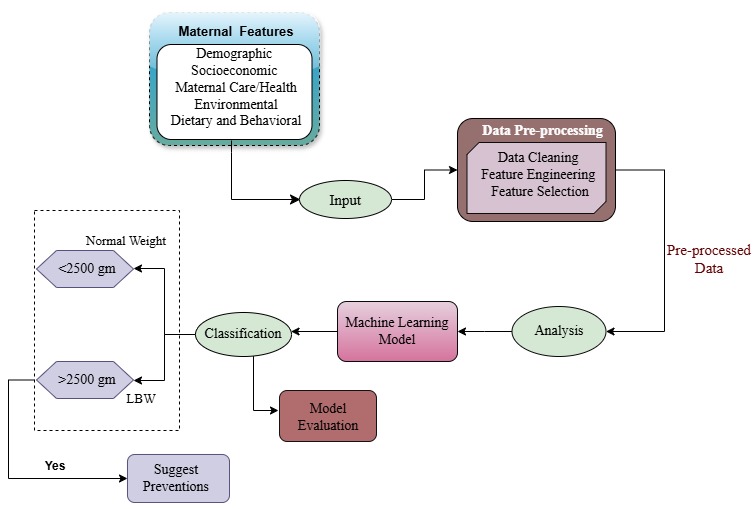 Maternal Features
Demographic
Socioeconomic
Maternal Care/Health
Environmental
Dietary and Behavioral
Input
Data Pre-processing
Data Cleaning
Feature Engineering
Feature Selection
Pre-processed
Data
Analysis
Machine Learning
Model
Classification
Model
Evaluation
Normal Weight
<2500 gm
>2500 gm
LBW
Yes
Suggest
Preventions